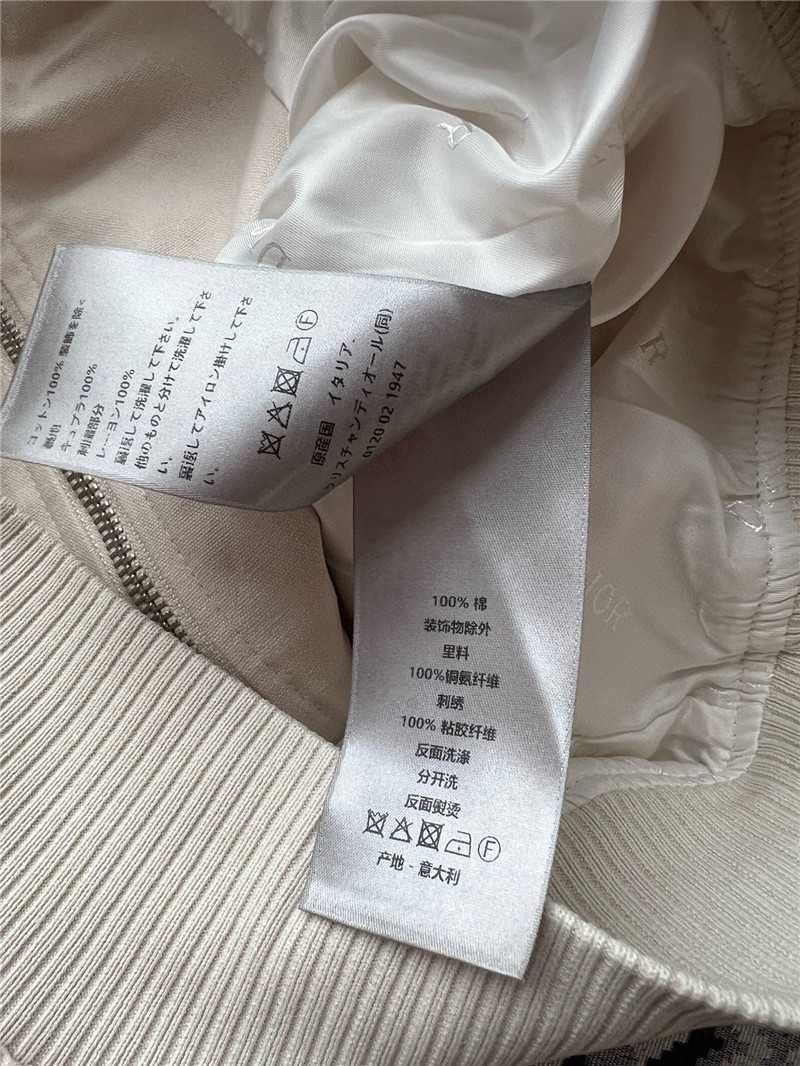 コットン100% 装飾を除く
裏地
キュプラ100%
刺繍部分
レーヨン100%
裏返して洗濯して下さい。
他のものと分けて洗濯して下さ
い。
裏返してアイロン掛けして下さ
い。
F
原産国 イタリア.
クリスチャンディオール(同)
0120 02 1947
100% 棉
装饰物除外
里料
100%铜氨纤维
刺绣
100% 粘胶纤维
反面洗涤
分开洗
反面熨烫
F
产地 - 意大利
R
IOR